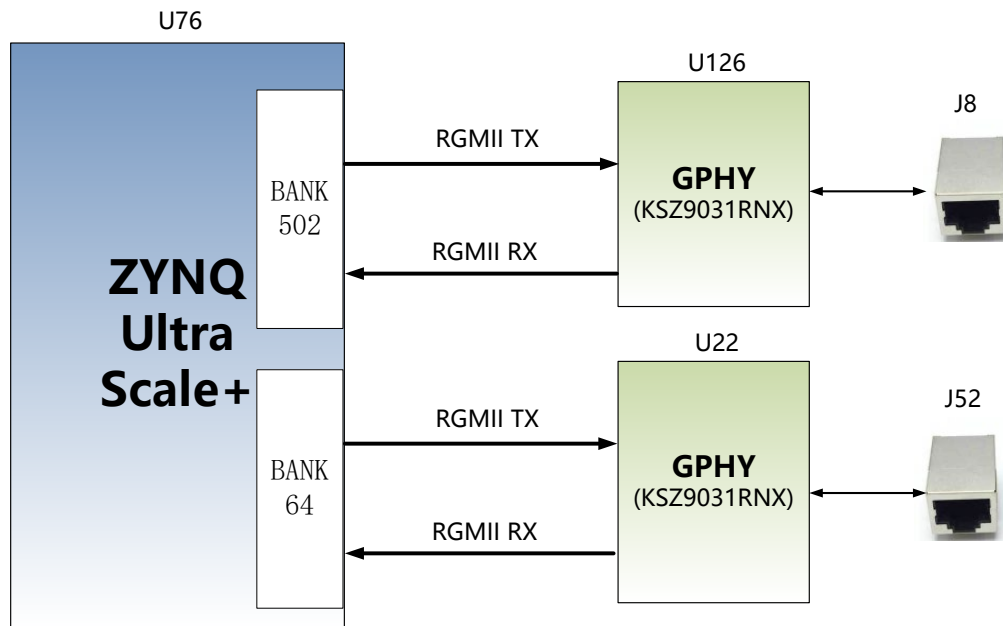 U76
U126
J8
RGMII TX
GPHY
(KSZ9031RNX)
BANK
502
RGMII RX
ZYNQ
Ultra
Scale+
U22
J52
RGMII TX
GPHY
(KSZ9031RNX)
BANK
64
RGMII RX